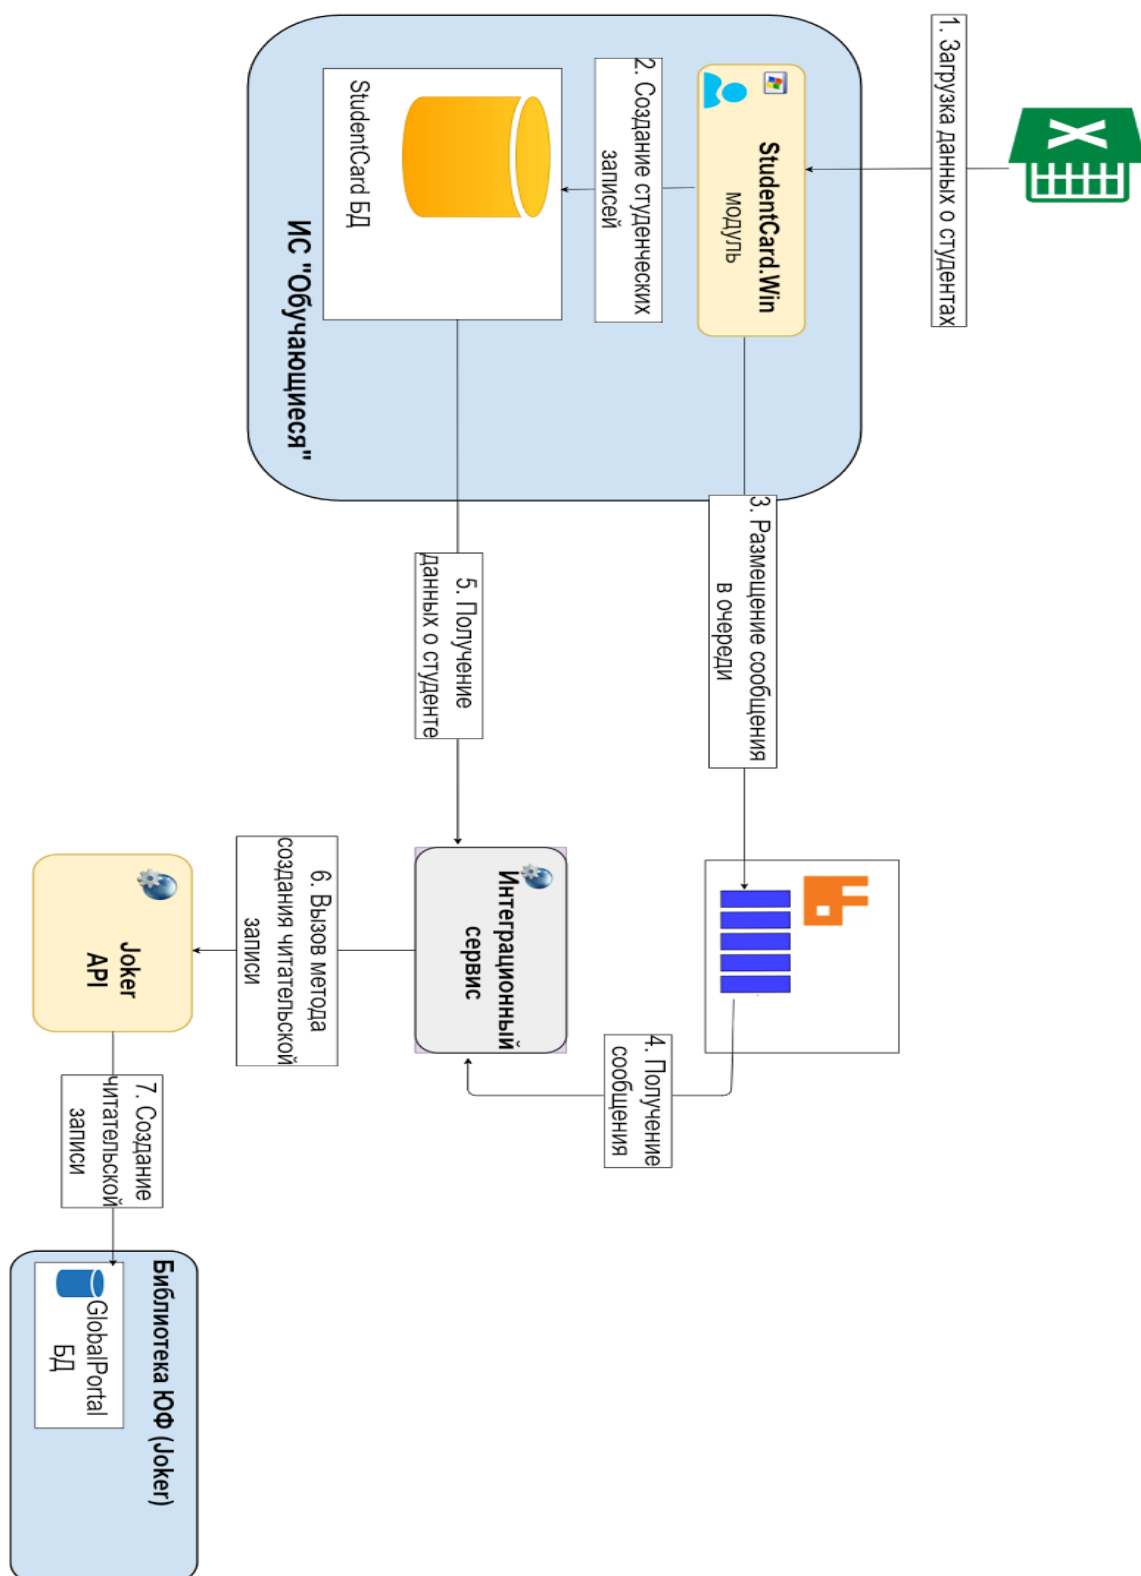 1. Загрузка данных о студентах
StudentCard.Win
модуль
2. Создание студенческих
записей
StudentCard БД
ИС "Обучающиеся"
3. Размещение сообщения
в очереди
4. Получение
сообщения
5. Получение
данных о студенте
Интеграционный
сервис
6. Вызов метода
создания читательской
записи
Joker
API
7. Создание
читательской
записи
Библиотека ЮФ (Joker)
GlobalPortal
БД